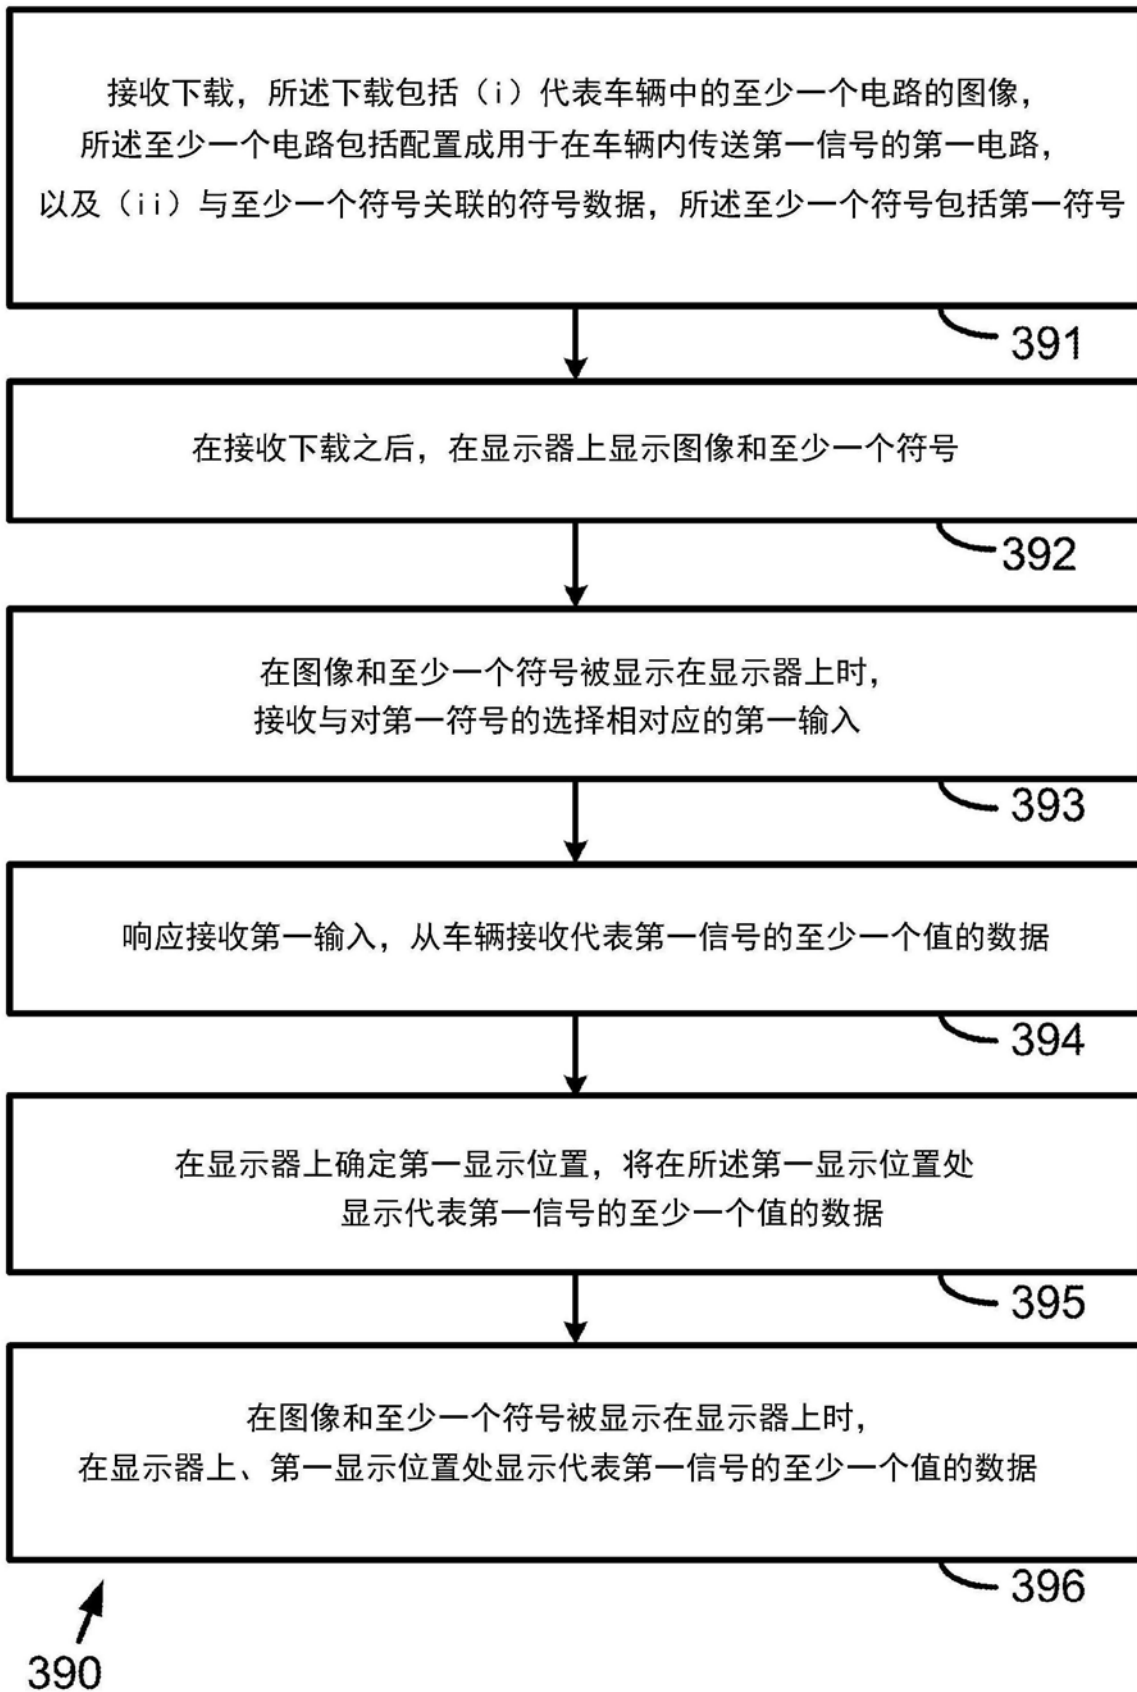 接收下载，所述下载包括（i）代表车辆中的至少一个电路的图像，
所述至少一个电路包括配置成用于在车辆内传送第一信号的第一电路，
以及（ii）与至少一个符号关联的符号数据，所述至少一个符号包括第一符号
391
在接收下载之后，在显示器上显示图像和至少一个符号
392
在图像和至少一个符号被显示在显示器上时，
接收与对第一符号的选择相对应的第一输入
393
响应接收第一输入，从车辆接收代表第一信号的至少一个值的数据
394
在显示器上确定第一显示位置，将在所述第一显示位置处
显示代表第一信号的至少一个值的数据
395
在图像和至少一个符号被显示在显示器上时，
在显示器上、第一显示位置处显示代表第一信号的至少一个值的数据
396
390